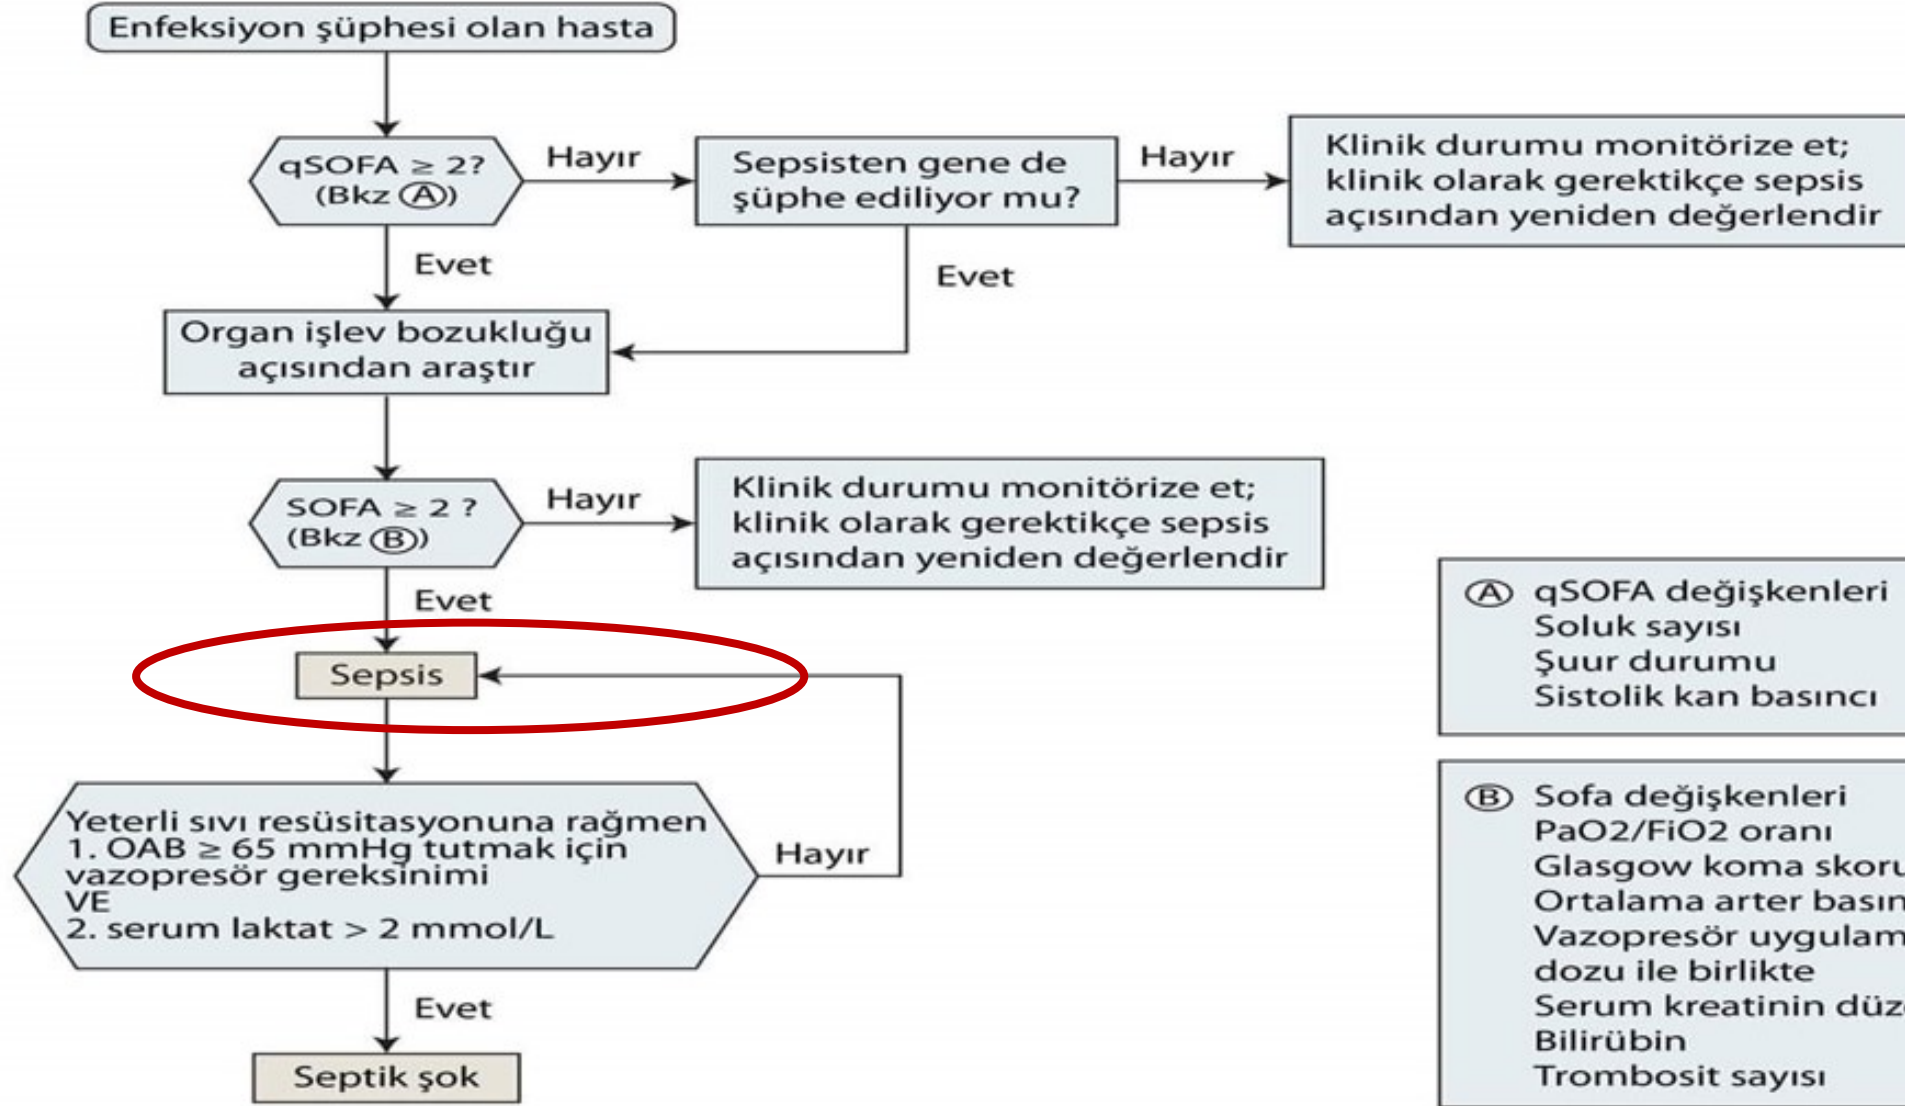 Enfeksiyon şüphesi olan hasta
qSOFA ≥ 2?
(Bkz Ⓐ)
Hayır
Sepsisten gene de
şüphe ediliyor mu?
Hayır
Klinik durumu monitörize et;
klinik olarak gerektikçe sepsis
açısından yeniden değerlendir
Evet
Evet
Organ işlev bozukluğu
açısından araştır
SOFA ≥ 2 ?
(Bkz Ⓑ)
Hayır
Klinik durumu monitörize et;
klinik olarak gerektikçe sepsis
açısından yeniden değerlendir
Evet
Sepsis
Yeterli sıvı resüsitasyonuna rağmen
1. OAB ≥ 65 mmHg tutmak için
vazopresör gereksinimi
VE
2. serum laktat > 2 mmol/L
Hayır
Evet
Septik şok
Ⓐ qSOFA değişkenleri
Soluk sayısı
Şuur durumu
Sistolik kan basıncı
Ⓑ Sofa değişkenleri
PaO2/FiO2 oranı
Glasgow koma skoru
Ortalama arter basın
Vazopresör uygulam
dozu ile birlikte
Serum kreatinin düz
Bilirübin
Trombosit sayısı